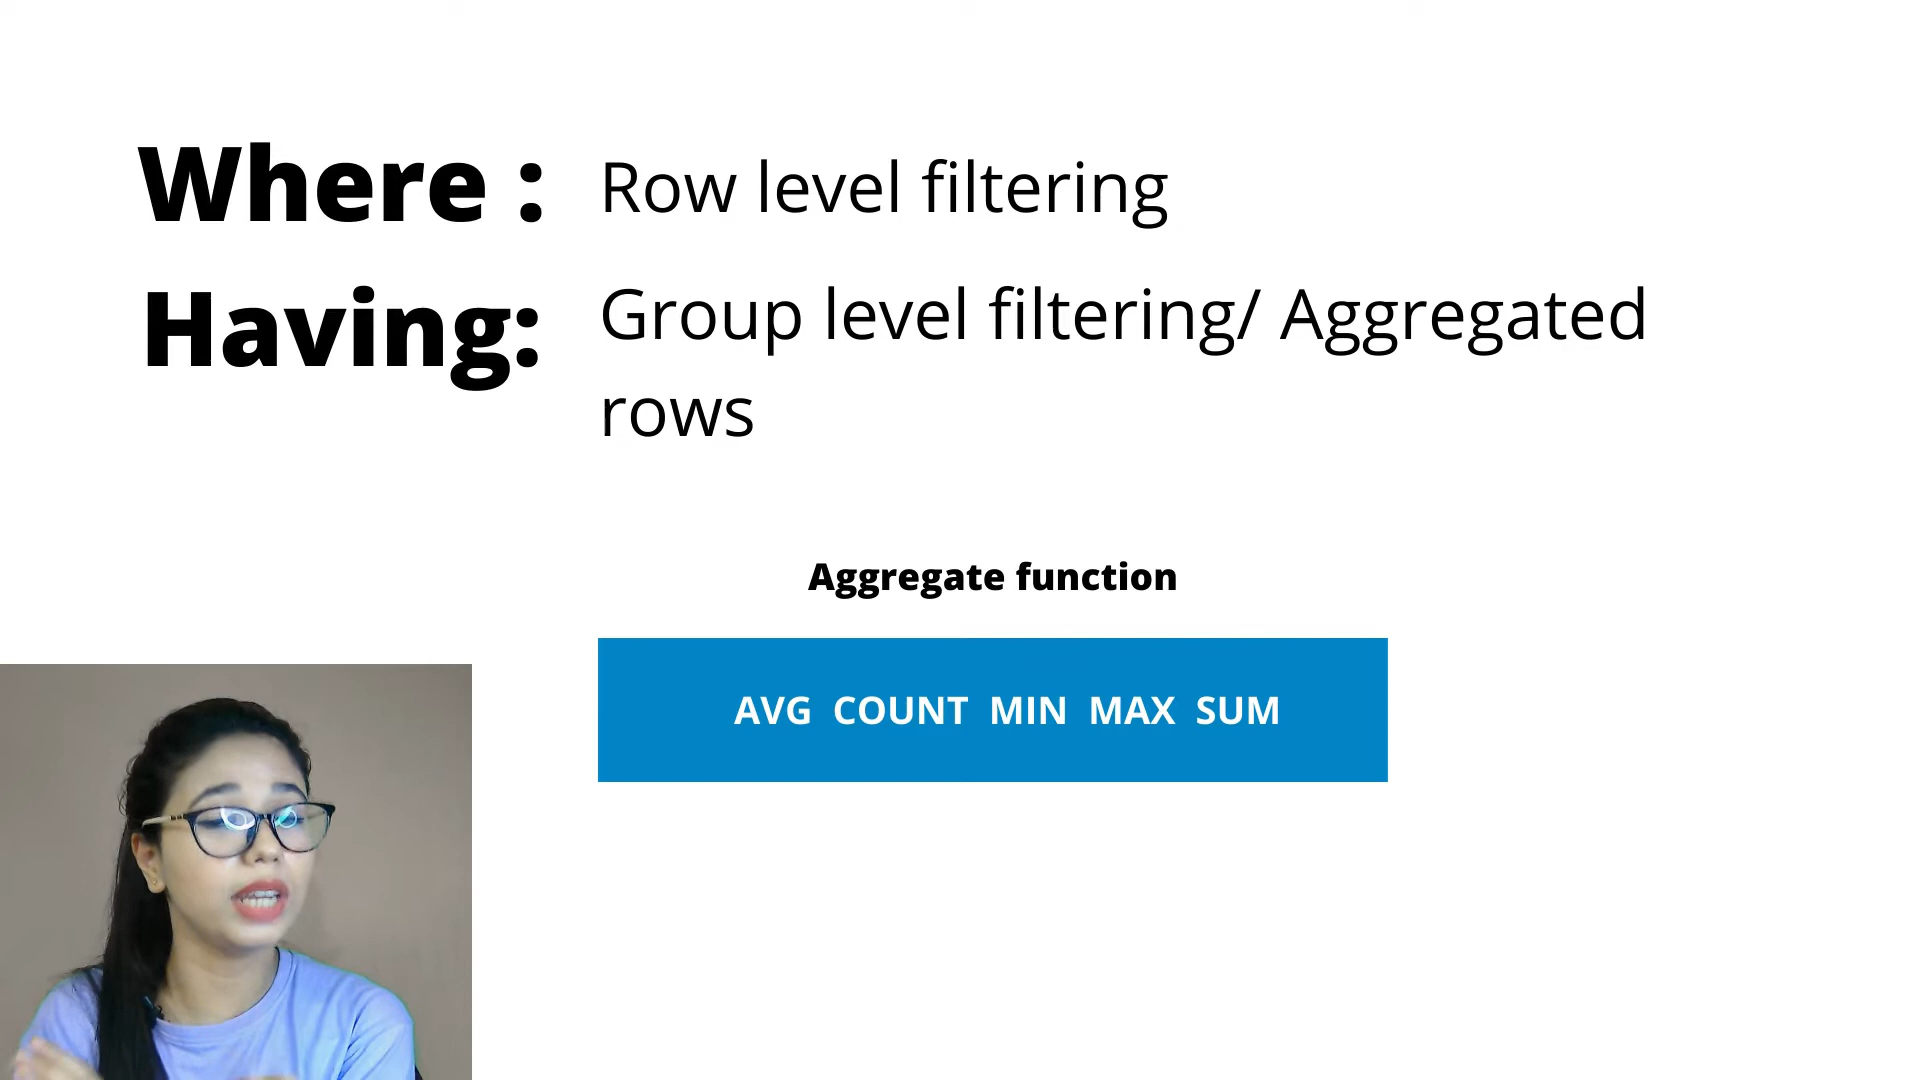 Where : Row level filtering
Having: Group level filtering/ Aggregated
rows
Aggregate function
AVG COUNT MIN MAX SUM